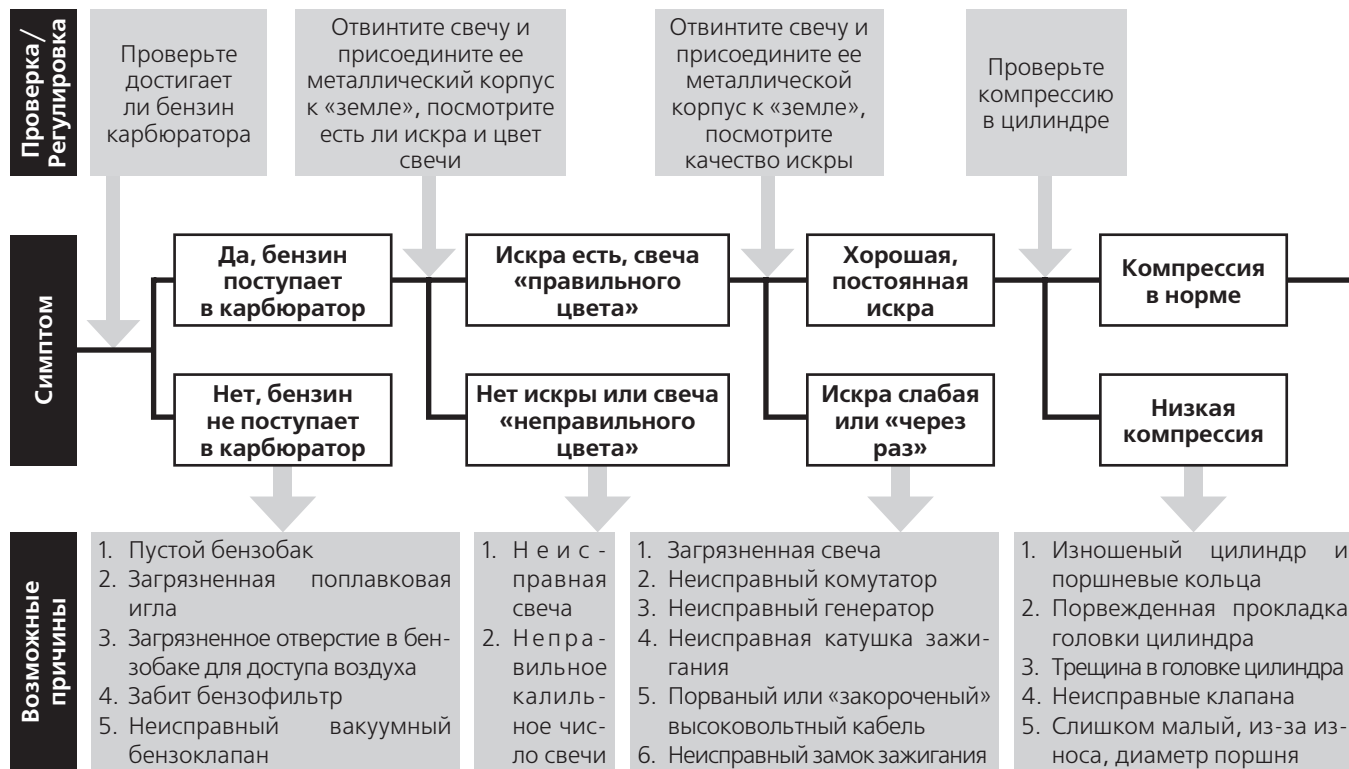 Проверка/
Регулировка
Проверьте
достигает
ли бензин
карбюратора
Отвинтите свечу и
присоедините ее
металлический корпус
к «земле», посмотрите
есть ли искра и цвет
свечи
Отвинтите свечу и
присоедините ее
металлической
корпус к «земле»,
посмотрите
качество искры
Проверьте
компрессию
в цилиндре
Симптом
Да, бензин
поступает
в карбюратор
Искра есть, свеча
«правильного
цвета»
Хорошая,
постоянная
искра
Компрессия
в норме
Нет, бензин
не поступает
в карбюратор
Нет искры или свеча
«неправильного
цвета»
Искра слабая
или «через
раз»
Низкая
компрессия
Возможные
причины
1. Пустой бензобак
2. Загрязненная поплавковая
игла
3. Загрязненное отверстие в бен-
зобаке для доступа воздуха
4. Забит бензофильтр
5. Неисправный вакуумный
бензоклапан
1. Неис-
правная
свеча
2. Непра-
вильное
калиль-
ное чис-
ло свечи
1. Загрязненная свеча
2. Неисправный комутатор
3. Неисправный генератор
4. Неисправная катушка зажи-
гания
5. Порваный или «закороченый»
высоковольтный кабель
6. Неисправный замок зажигания
1. Изношеный цилиндр и
поршневые кольца
2. Порвежденная прокладка
головки цилиндра
3. Трещина в головке цилиндра
4. Неисправные клапана
5. Слишком малый, из-за из-
носа, диаметр поршня